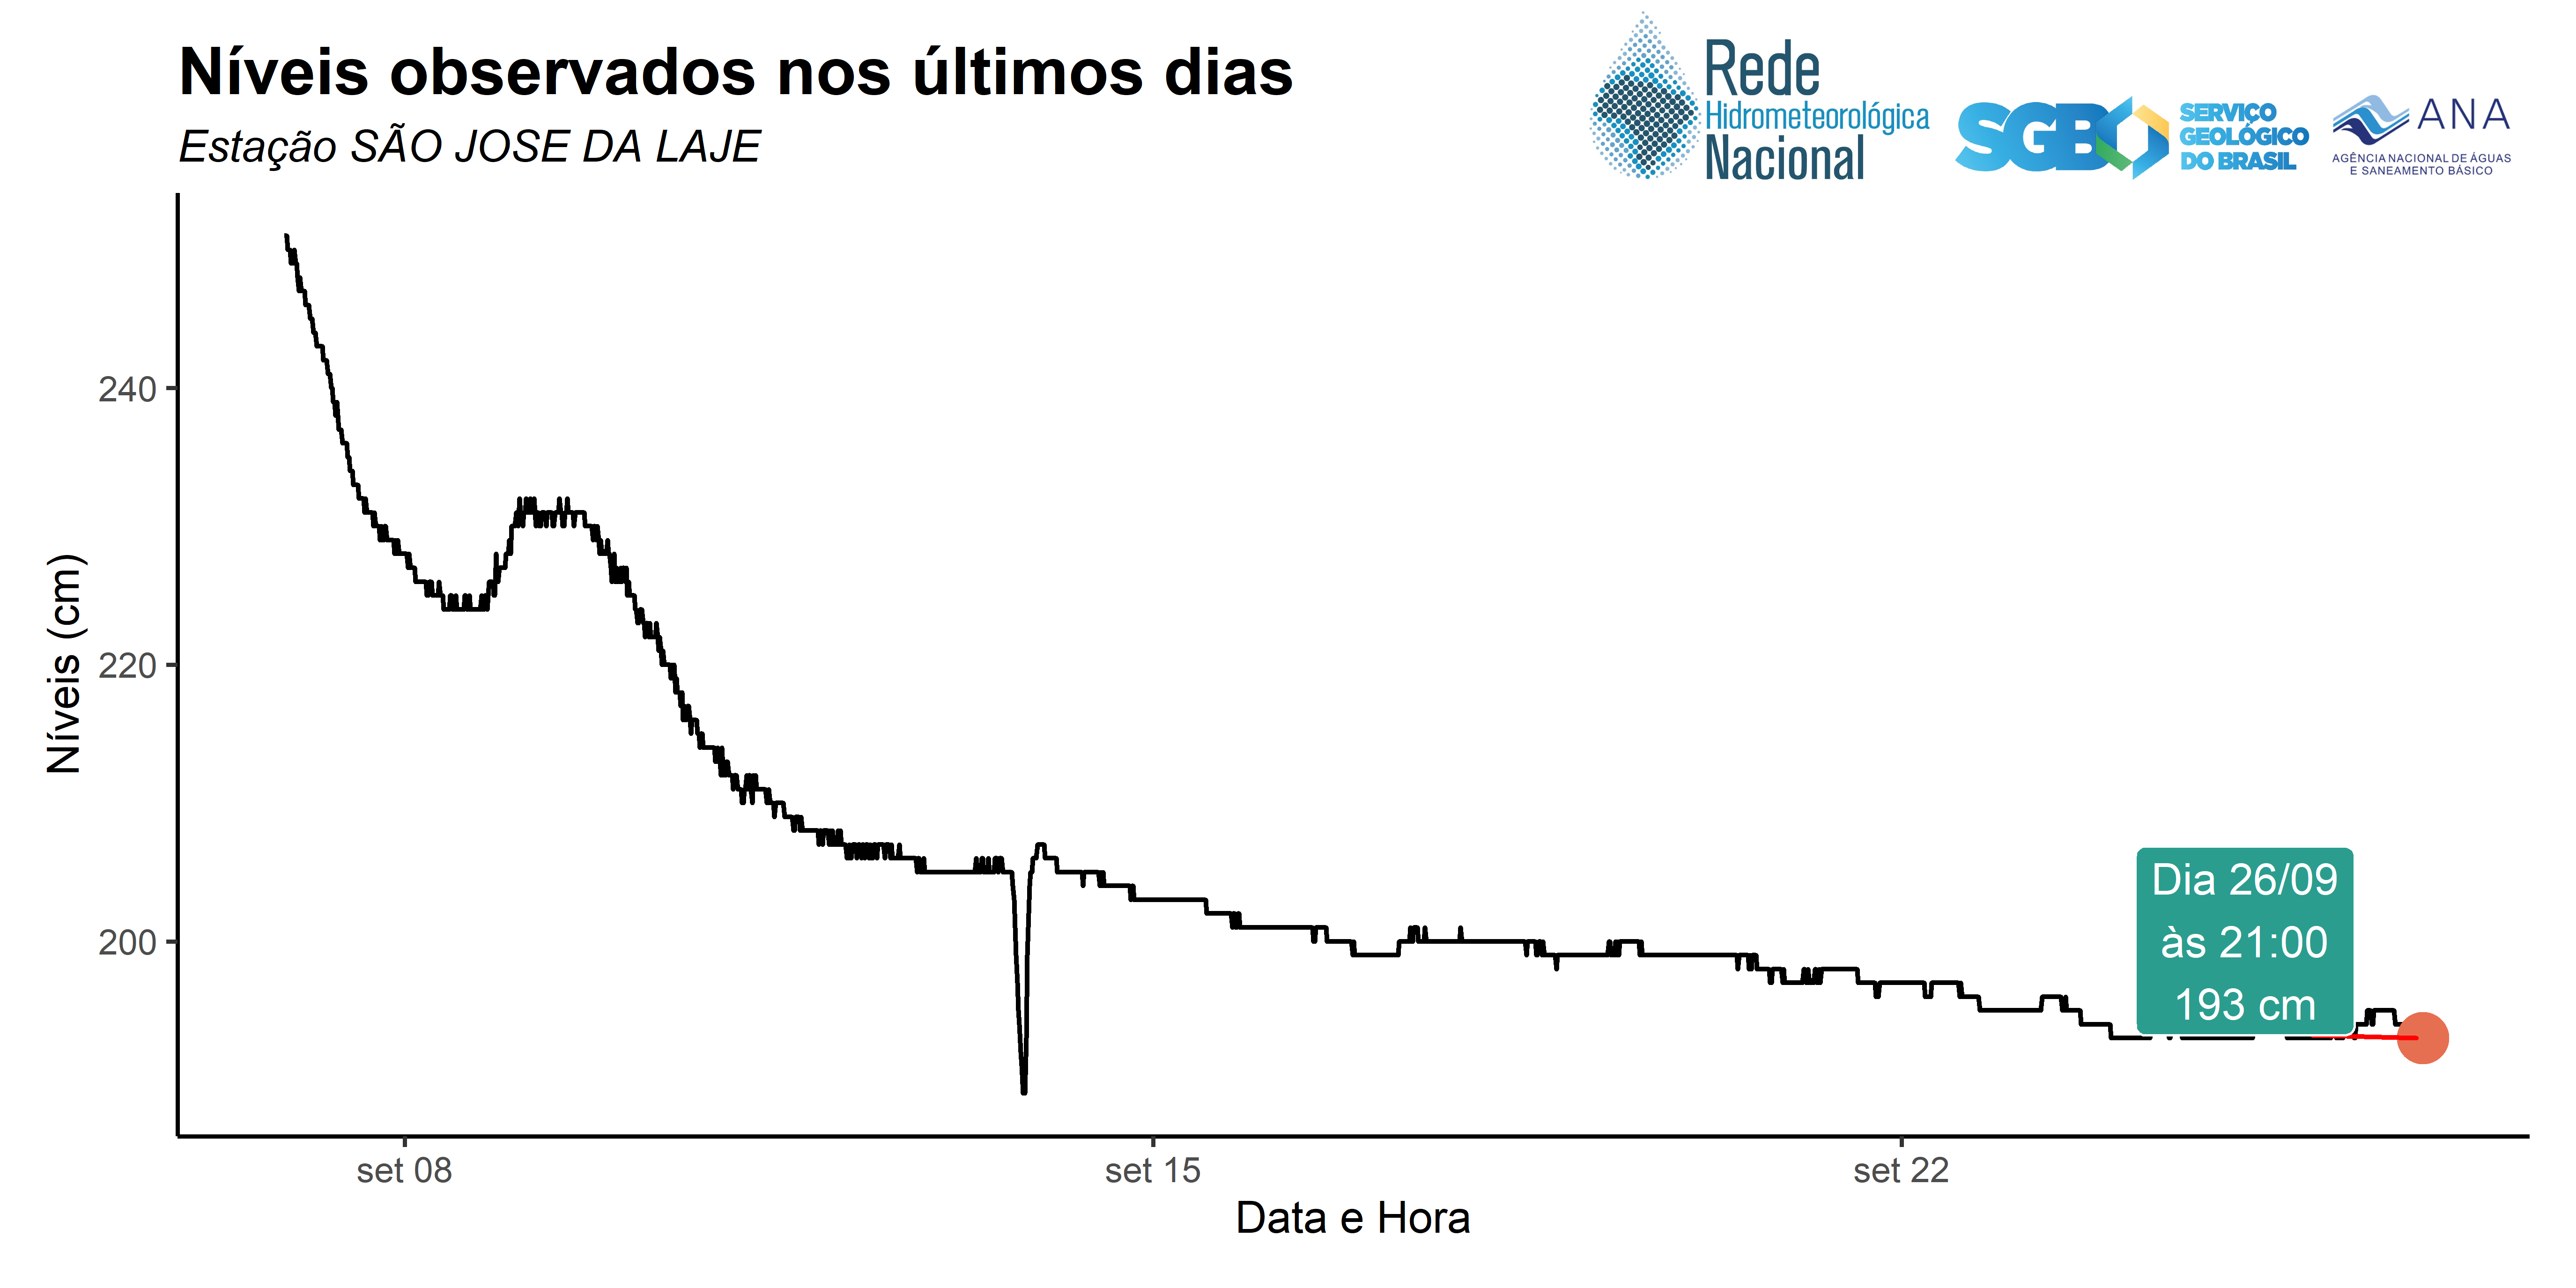 Níveis observados nos últimos dias
Estação SÃO JOSE DA LAJE
Rede
Hidrometeorológica
Nacional
SGB
SERVIÇO
GEOLÓGICO
DO BRASIL
ANA
AGÊNCIA NACIONAL DE ÁGUAS
E SANEAMENTO BÁSICO
Níveis (cm)
240
220
200
Dia 26/09
às 21:00
193 cm
set 08
set 15
set 22
Data e Hora